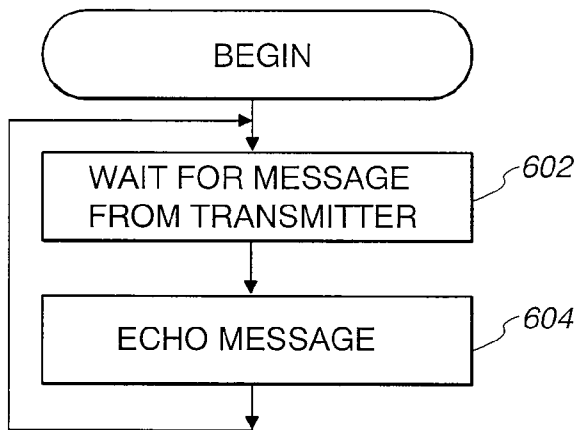 BEGIN
WAIT FOR MESSAGE
FROM TRANSMITTER
602
ECHO MESSAGE
604